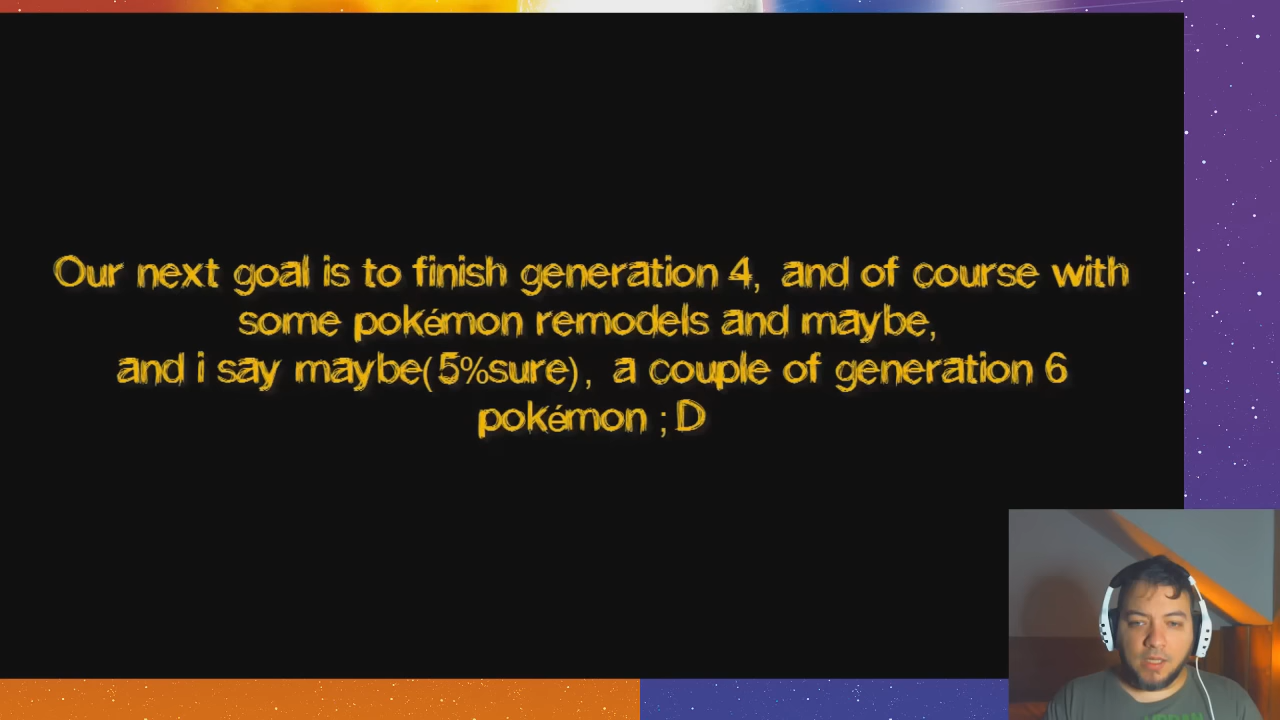 Our next goal is to finish generation 4, and of course with
some pokémon remodels and maybe,
and i say maybe(5%sure), a couple of generation 6
pokémon ;D